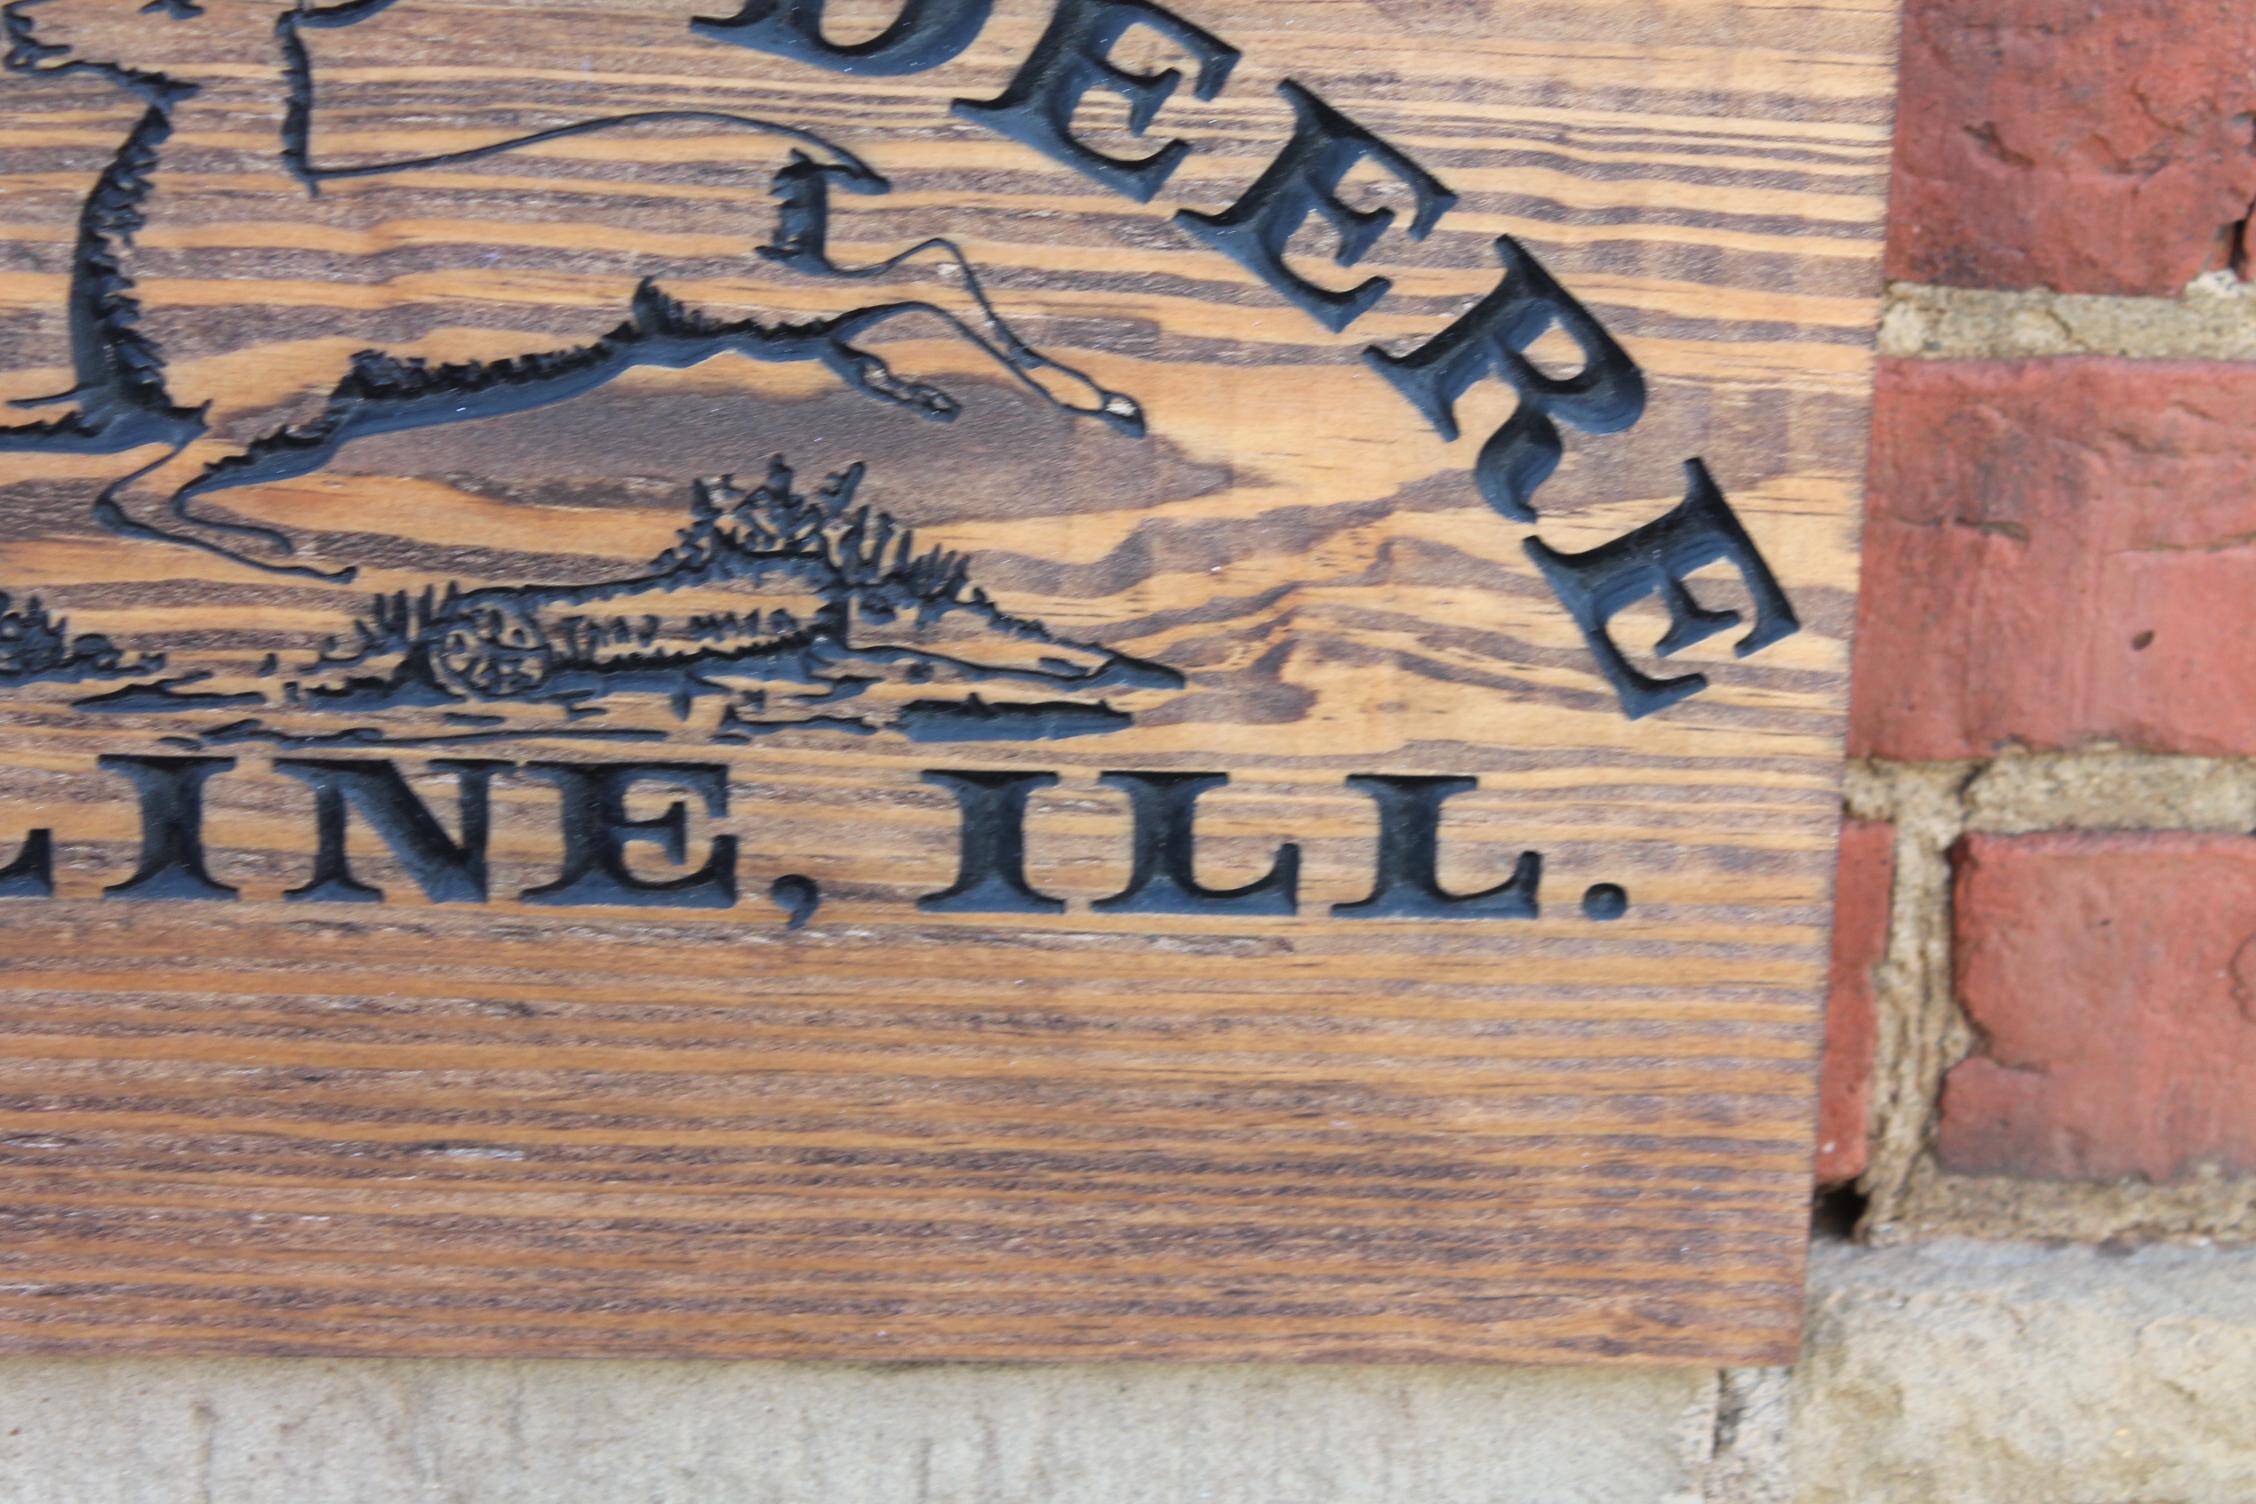 DEERE
LINE, ILL.